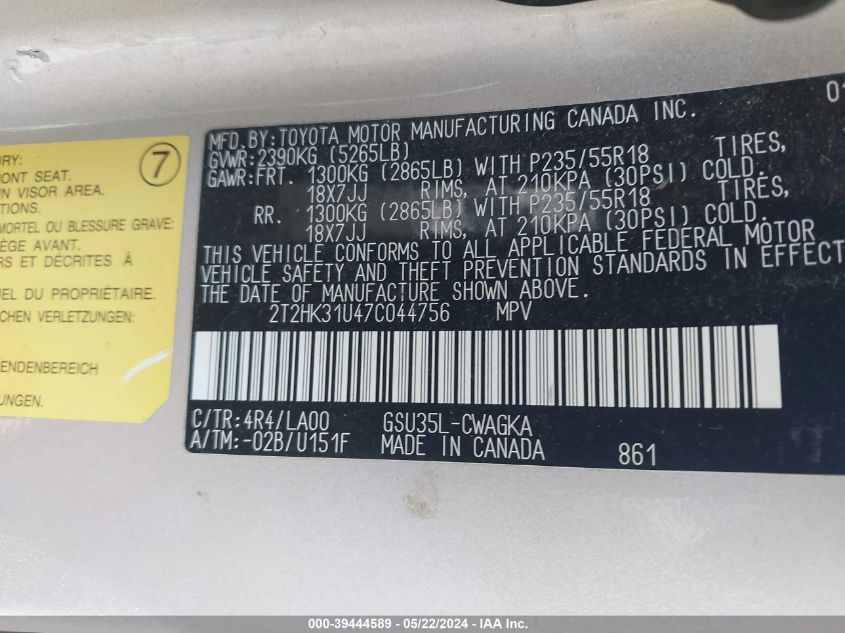 01
MFD.BY:TOYOTA MOTOR MANUFACTURING CANADA INC.
GVWR:2390KG (5265LB)
GAWR:FRT. 1300KG (2865LB) WITH P235/55R18 TIRES,
18X7JJ RIMS, AT 210KPA (30PSI) COLD.
RR. 1300KG (2865LB) WITH P235/55R18 TIRES,
18X7JJ RIMS, AT 210KPA (30PSI) COLD.
THIS VEHICLE CONFORMS TO ALL APPLICABLE FEDERAL MOTOR
VEHICLE SAFETY AND THEFT PREVENTION STANDARDS IN EFFECT
THE DATE OF MANUFACTURE SHOWN ABOVE.
2T2HK31U47C044756 MPV
C/TR:4R4/LA00 GSU35L-CWAGKA
A/TM:-02B/U151F MADE IN CANADA 861
7
URY:
ONT SEAT.
N VISOR AREA.
TIONS.
MORTEL OU BLESSURE GRAVE:
ÈGE AVANT.
RS ET DÉCRITES À
UEL DU PROPRIÉTAIRE.
CHEN VERLETZUNGEN:
ENDENBEREICH
UNGEN.
000-39444589 - 05/22/2024 - IAA Inc.